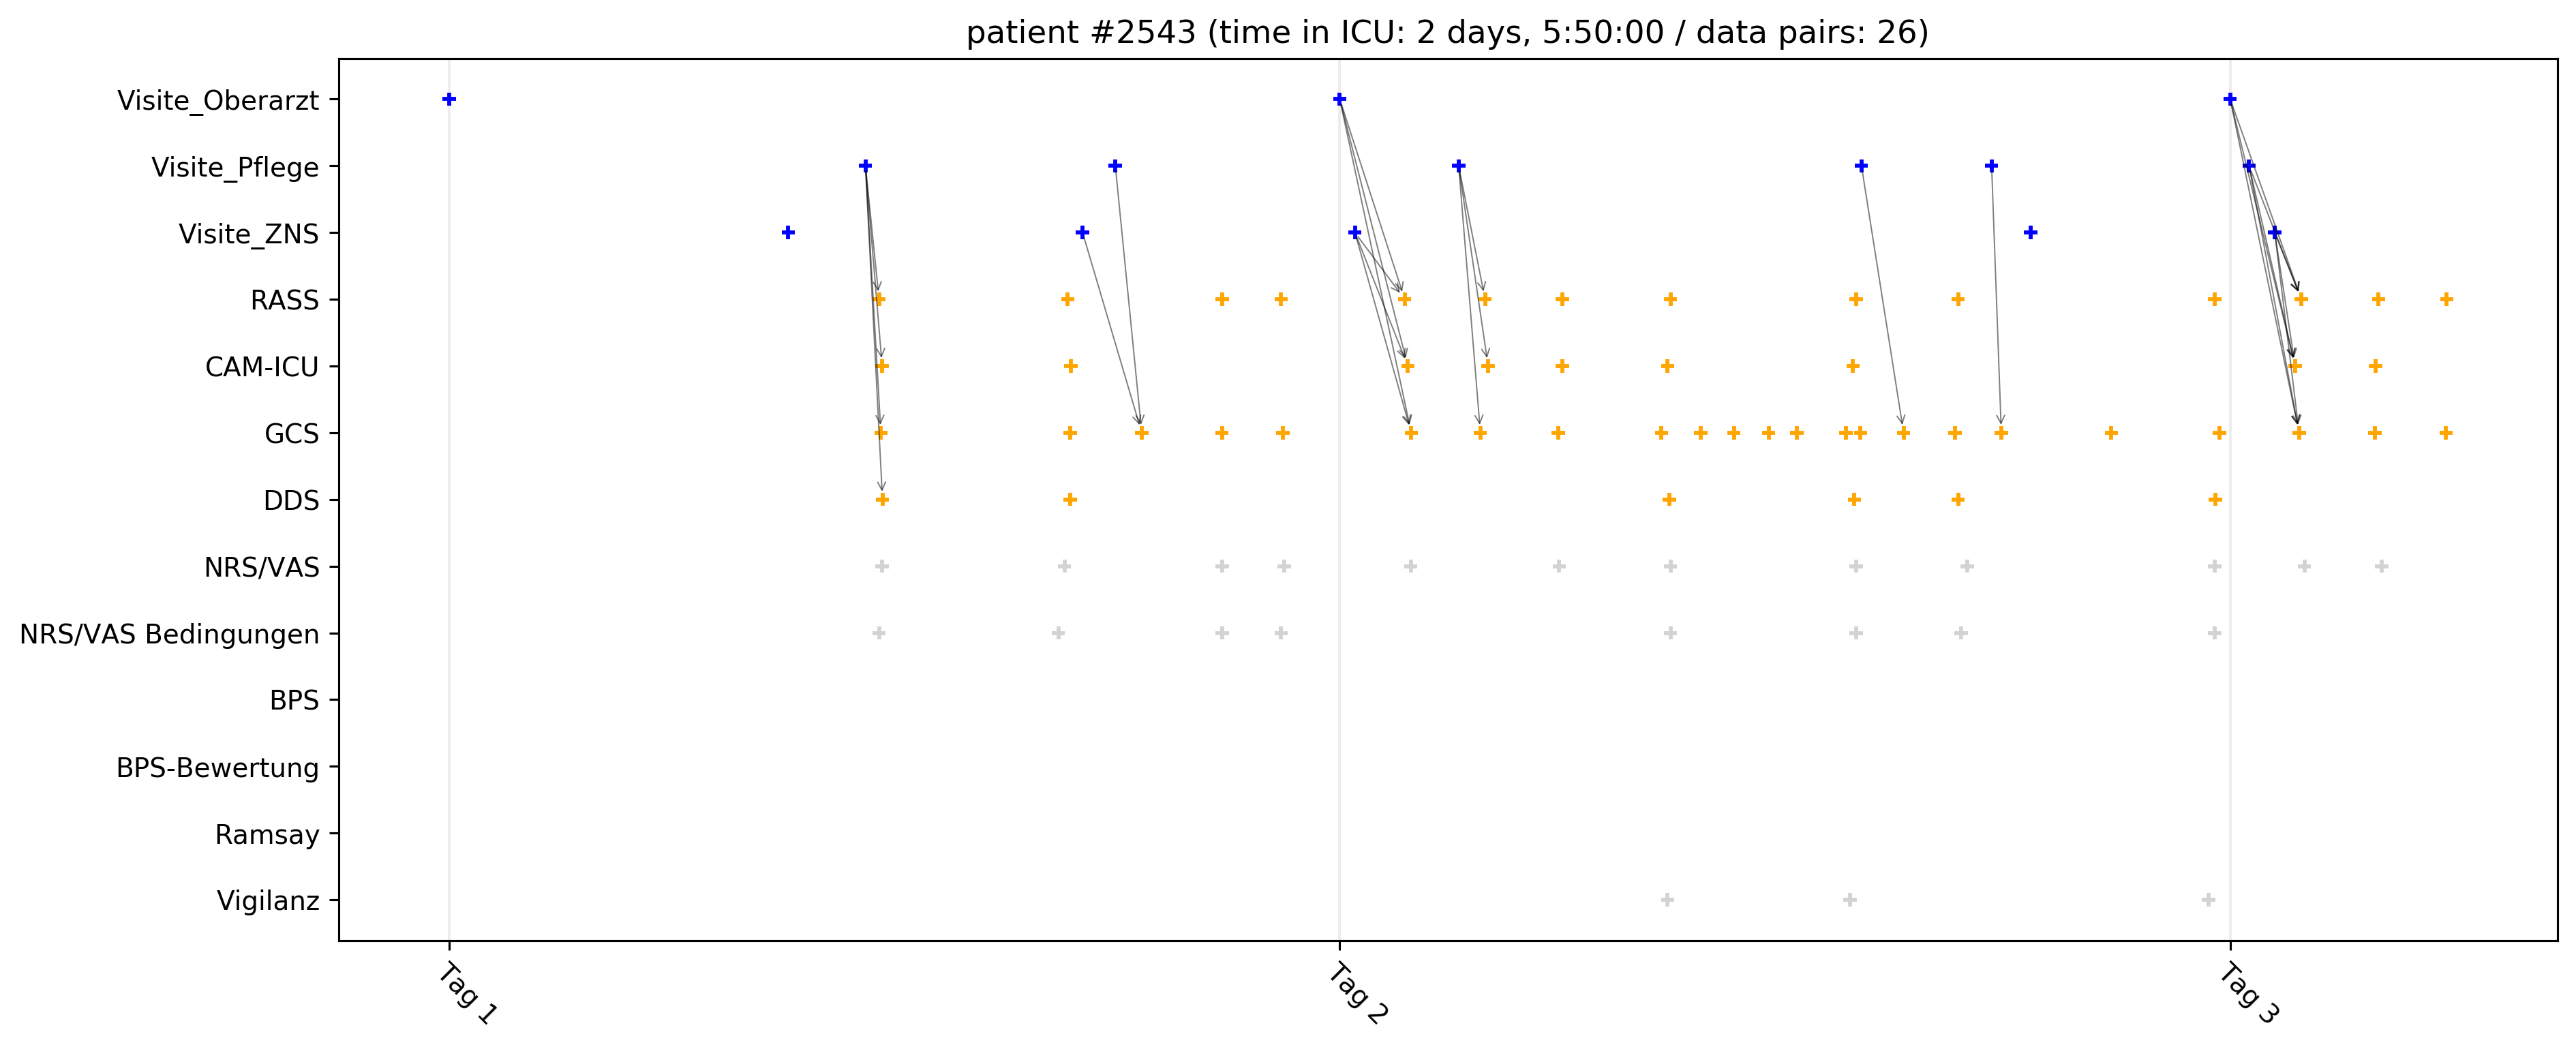 patient #2543 (time in ICU: 2 days, 5:50:00 / data pairs: 26)
Visite_Oberarzt
Visite_Pflege
Visite_ZNS
RASS
CAM-ICU
GCS
DDS
NRS/VAS
NRS/VAS Bedingungen
BPS
BPS-Bewertung
Ramsay
Vigilanz
Tag 1
Tag 2
Tag 3